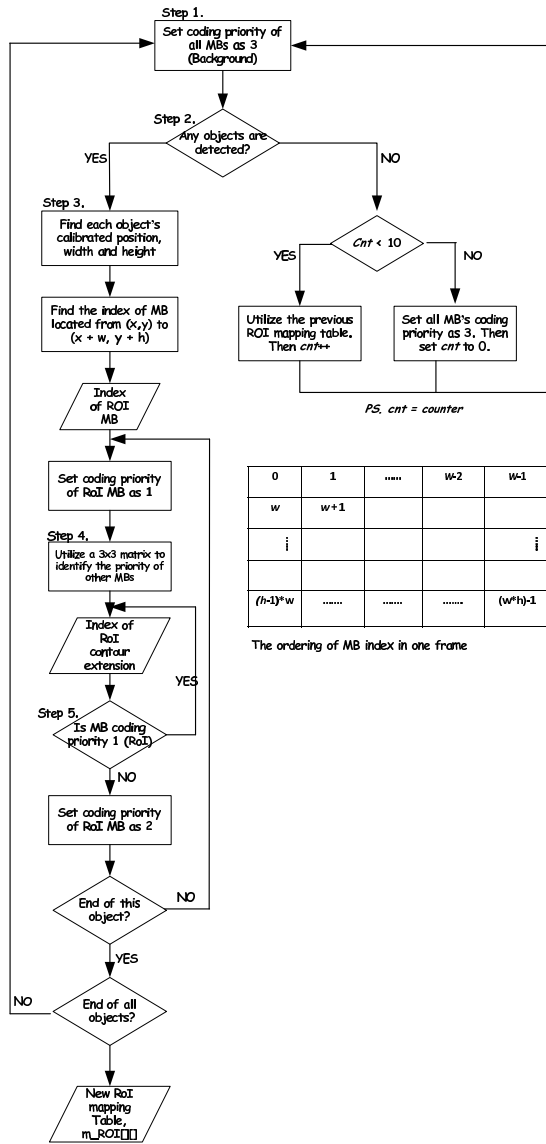 Step 1.
Set coding priority of
all MBs as 3
(Background)
Step 2.
Any objects are
detected?
YES
NO
Step 3.
Find each object's
calibrated position,
width and height
Cnt < 10
YES
NO
Find the index of MB
located from (x,y) to
(x + w, y + h)
Utilize the previous
ROI mapping table.
Then cnt++
Set all MB's coding
priority as 3. Then
set cnt to 0.
PS. cnt = counter
Index
of ROI
MB
Set coding priority
of RoI MB as 1
Step 4.
Utilize a 3x3 matrix to
identify the priority of
other MBs
Index of
RoI
contour
extension
YES
Step 5.
Is MB coding
priority 1 (RoI)
NO
Set coding priority
of RoI MB as 2
End of this
object?
NO
YES
End of all
objects?
NO
New RoI
mapping
Table,
m_ROI[][]
0 1 ...... w-2 w-1
w w+1
⋮ ⋮
(h-1)*w ....... ....... ....... (w*h)-1
The ordering of MB index in one frame